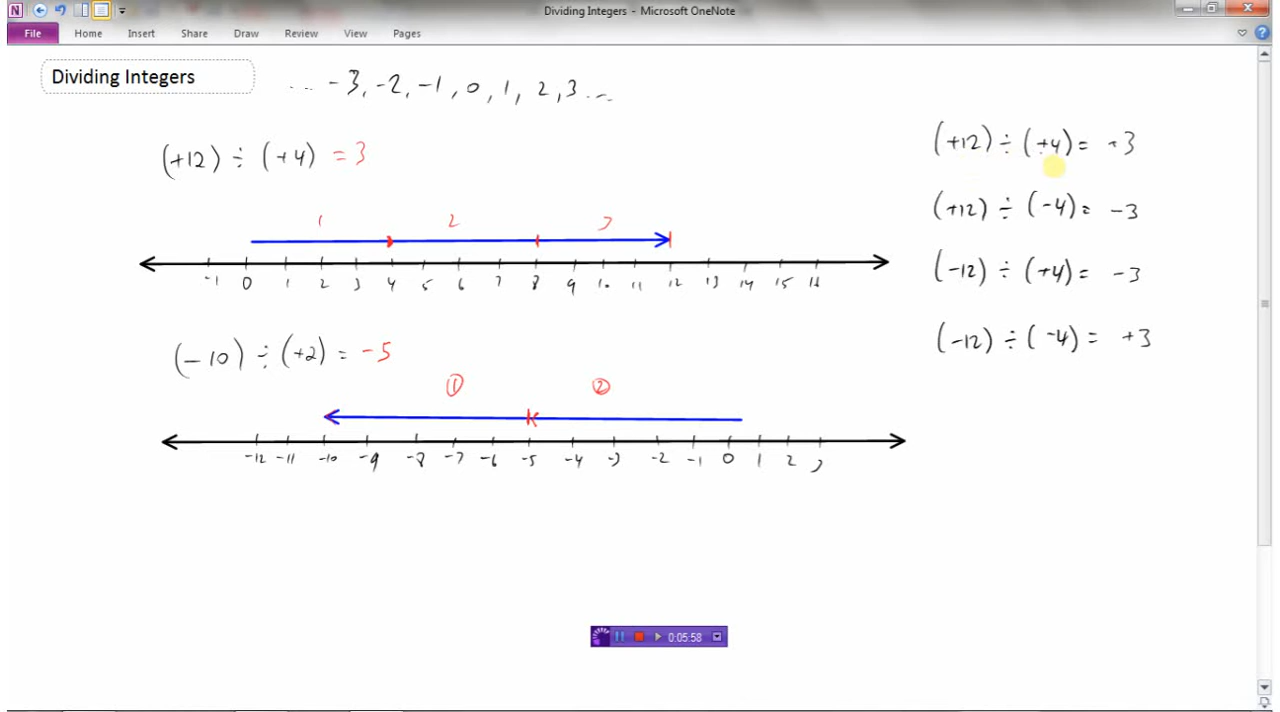 Dividing Integers - Microsoft OneNote
File Home Insert Share Draw Review View Pages
Dividing Integers
... -3, -2, -1, 0, 1, 2, 3 ...
(+12) ÷ (+4) = 3
1 2 3
-1 0 1 2 3 4 5 6 7 8 9 10 11 12 13 14 15 16
(-10) ÷ (+2) = -5
① ②
-12 -11 -10 -9 -8 -7 -6 -5 -4 -3 -2 -1 0 1 2 3
(+12) ÷ (+4) = +3
(+12) ÷ (-4) = -3
(-12) ÷ (+4) = -3
(-12) ÷ (-4) = +3
0:05:58